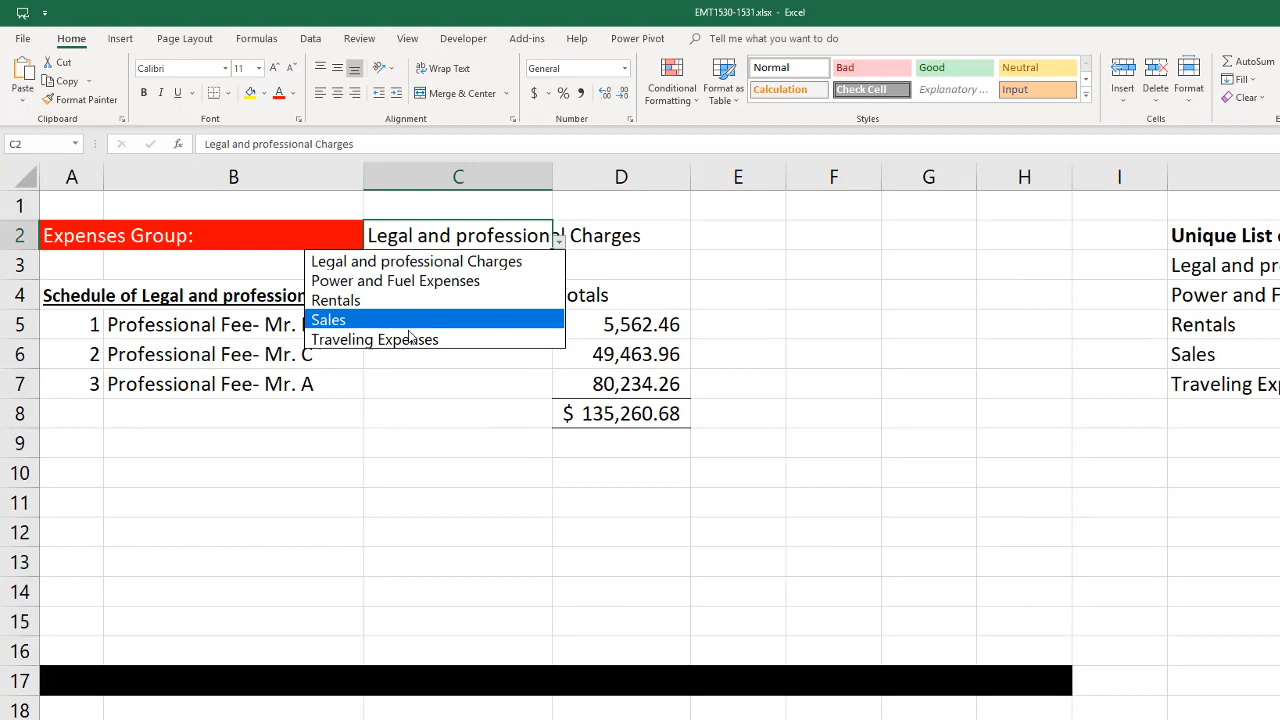 EMT1530-1531.xlsx - Excel
File Home Insert Page Layout Formulas Data Review View Developer Add-ins Help Power Pivot Tell me what you want to do
Cut
Copy
Format Painter
Paste
Clipboard
Calibri 11
B I U
Font
Wrap Text
Merge & Center
Alignment
General
$ % ,
Number
Conditional Formatting
Format as Table
Normal Bad Good Neutral
Calculation Check Cell Explanatory ... Input
Styles
Insert Delete Format
Cells
AutoSum
Fill
Clear
C2 fx Legal and professional Charges
A B C D E F G H I
1
2 Expenses Group: Legal and professional Charges Unique List
3 Legal and pr
4 Schedule of Legal and profession otals Power and F
5 1 Professional Fee- Mr. 5,562.46 Rentals
6 2 Professional Fee- Mr. C 49,463.96 Sales
7 3 Professional Fee- Mr. A 80,234.26 Traveling Exp
8 $ 135,260.68
9
10
11
12
13
14
15
16
17
18
Legal and professional Charges
Power and Fuel Expenses
Rentals
Sales
Traveling Expenses